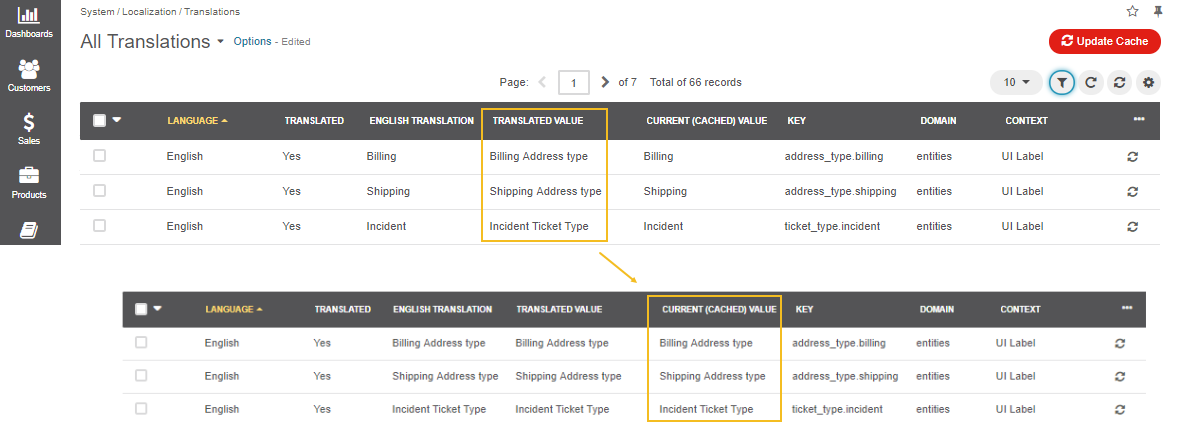 System / Localization / Translations
All Translations Options - Edited
Update Cache
Dashboards
Customers
Sales
Products
Page: 1 of 7 Total of 66 records
10
LANGUAGE TRANSLATED ENGLISH TRANSLATION TRANSLATED VALUE CURRENT (CACHED) VALUE KEY DOMAIN CONTEXT
English Yes Billing Billing Address type Billing address_type.billing entities UI Label
English Yes Shipping Shipping Address type Shipping address_type.shipping entities UI Label
English Yes Incident Incident Ticket Type Incident ticket_type.incident entities UI Label
LANGUAGE TRANSLATED ENGLISH TRANSLATION TRANSLATED VALUE CURRENT (CACHED) VALUE KEY DOMAIN CONTEXT
English Yes Billing Address type Billing Address type Billing Address type address_type.billing entities UI Label
English Yes Shipping Address type Shipping Address type Shipping Address type address_type.shipping entities UI Label
English Yes Incident Ticket Type Incident Ticket Type Incident Ticket Type ticket_type.incident entities UI Label